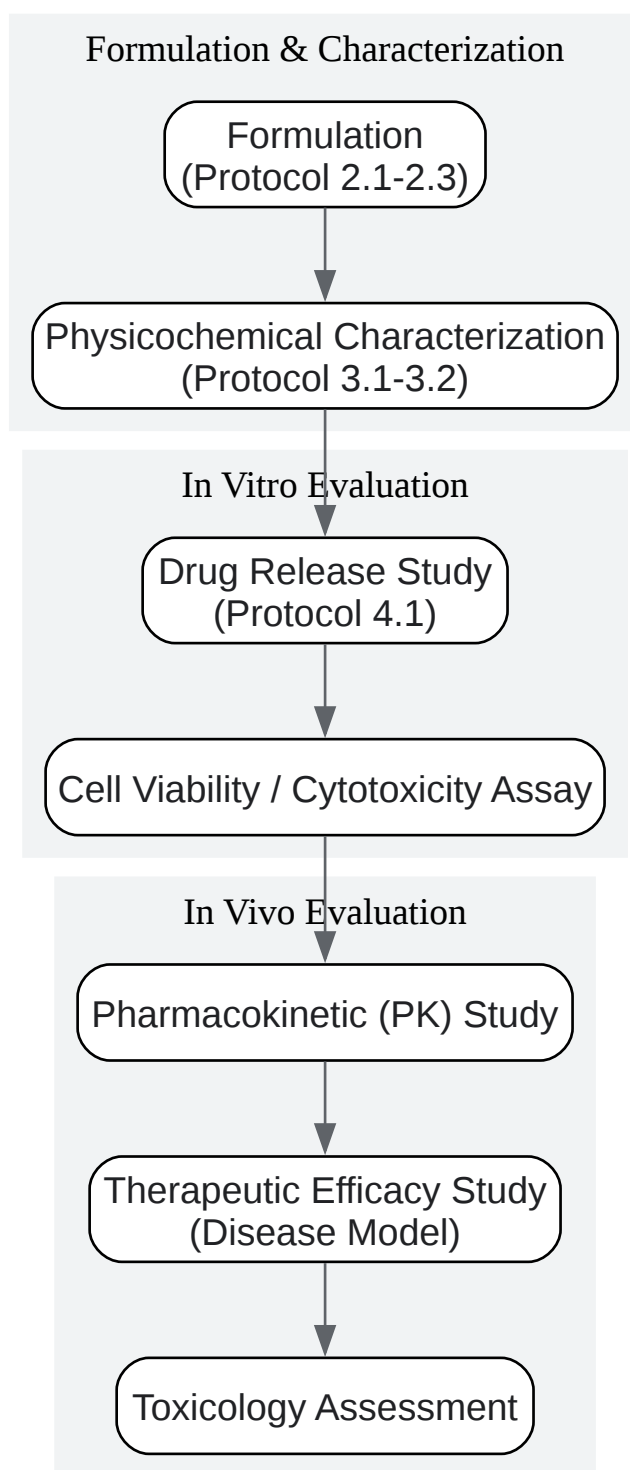 Formulation & Characterization
Formulation
(Protocol 2.1-2.3)
Physicochemical Characterization
(Protocol 3.1-3.2)
In Vitro Evaluation
Drug Release Study
(Protocol 4.1)
Cell Viability / Cytotoxicity Assay
In Vivo Evaluation
Pharmacokinetic (PK) Study
Therapeutic Efficacy Study
(Disease Model)
Toxicology Assessment